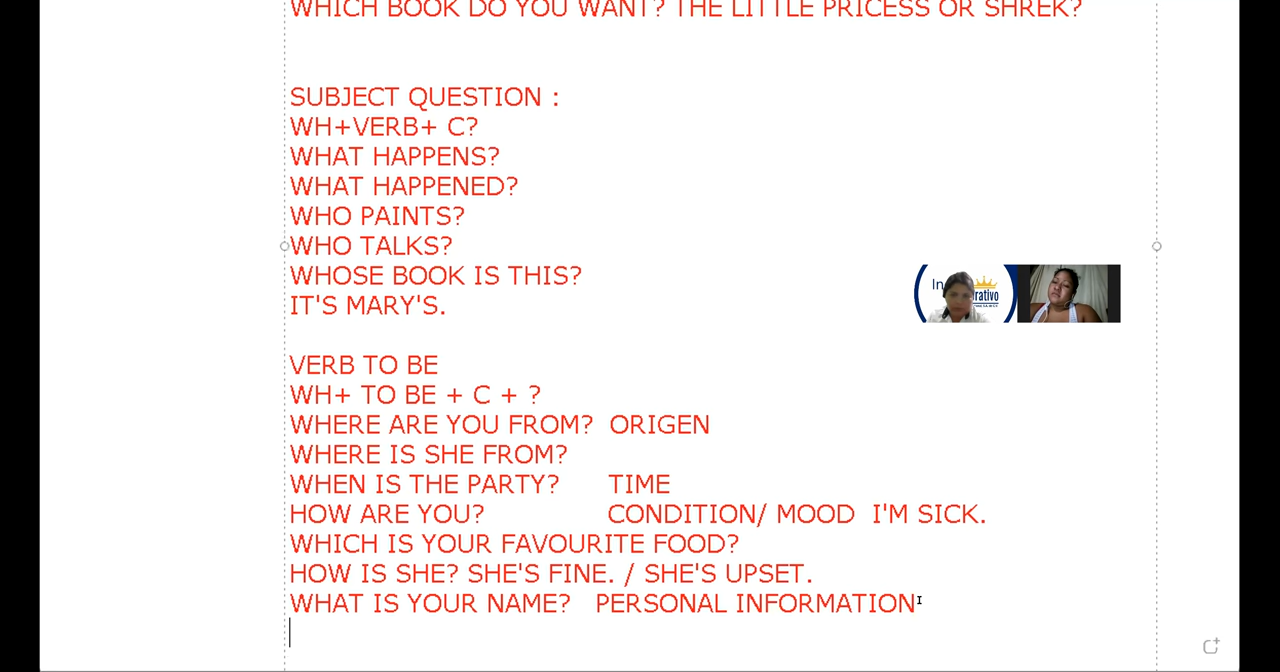 WHICH BOOK DO YOU WANT? THE LITTLE PRICESS OR SHREK?
SUBJECT QUESTION :
WH+VERB+ C?
WHAT HAPPENS?
WHAT HAPPENED?
WHO PAINTS?
WHO TALKS?
WHOSE BOOK IS THIS?
IT'S MARY'S.
VERB TO BE
WH+ TO BE + C + ?
WHERE ARE YOU FROM? ORIGEN
WHERE IS SHE FROM?
WHEN IS THE PARTY? TIME
HOW ARE YOU? CONDITION/ MOOD I'M SICK.
WHICH IS YOUR FAVOURITE FOOD?
HOW IS SHE? SHE'S FINE. / SHE'S UPSET.
WHAT IS YOUR NAME? PERSONAL INFORMATION